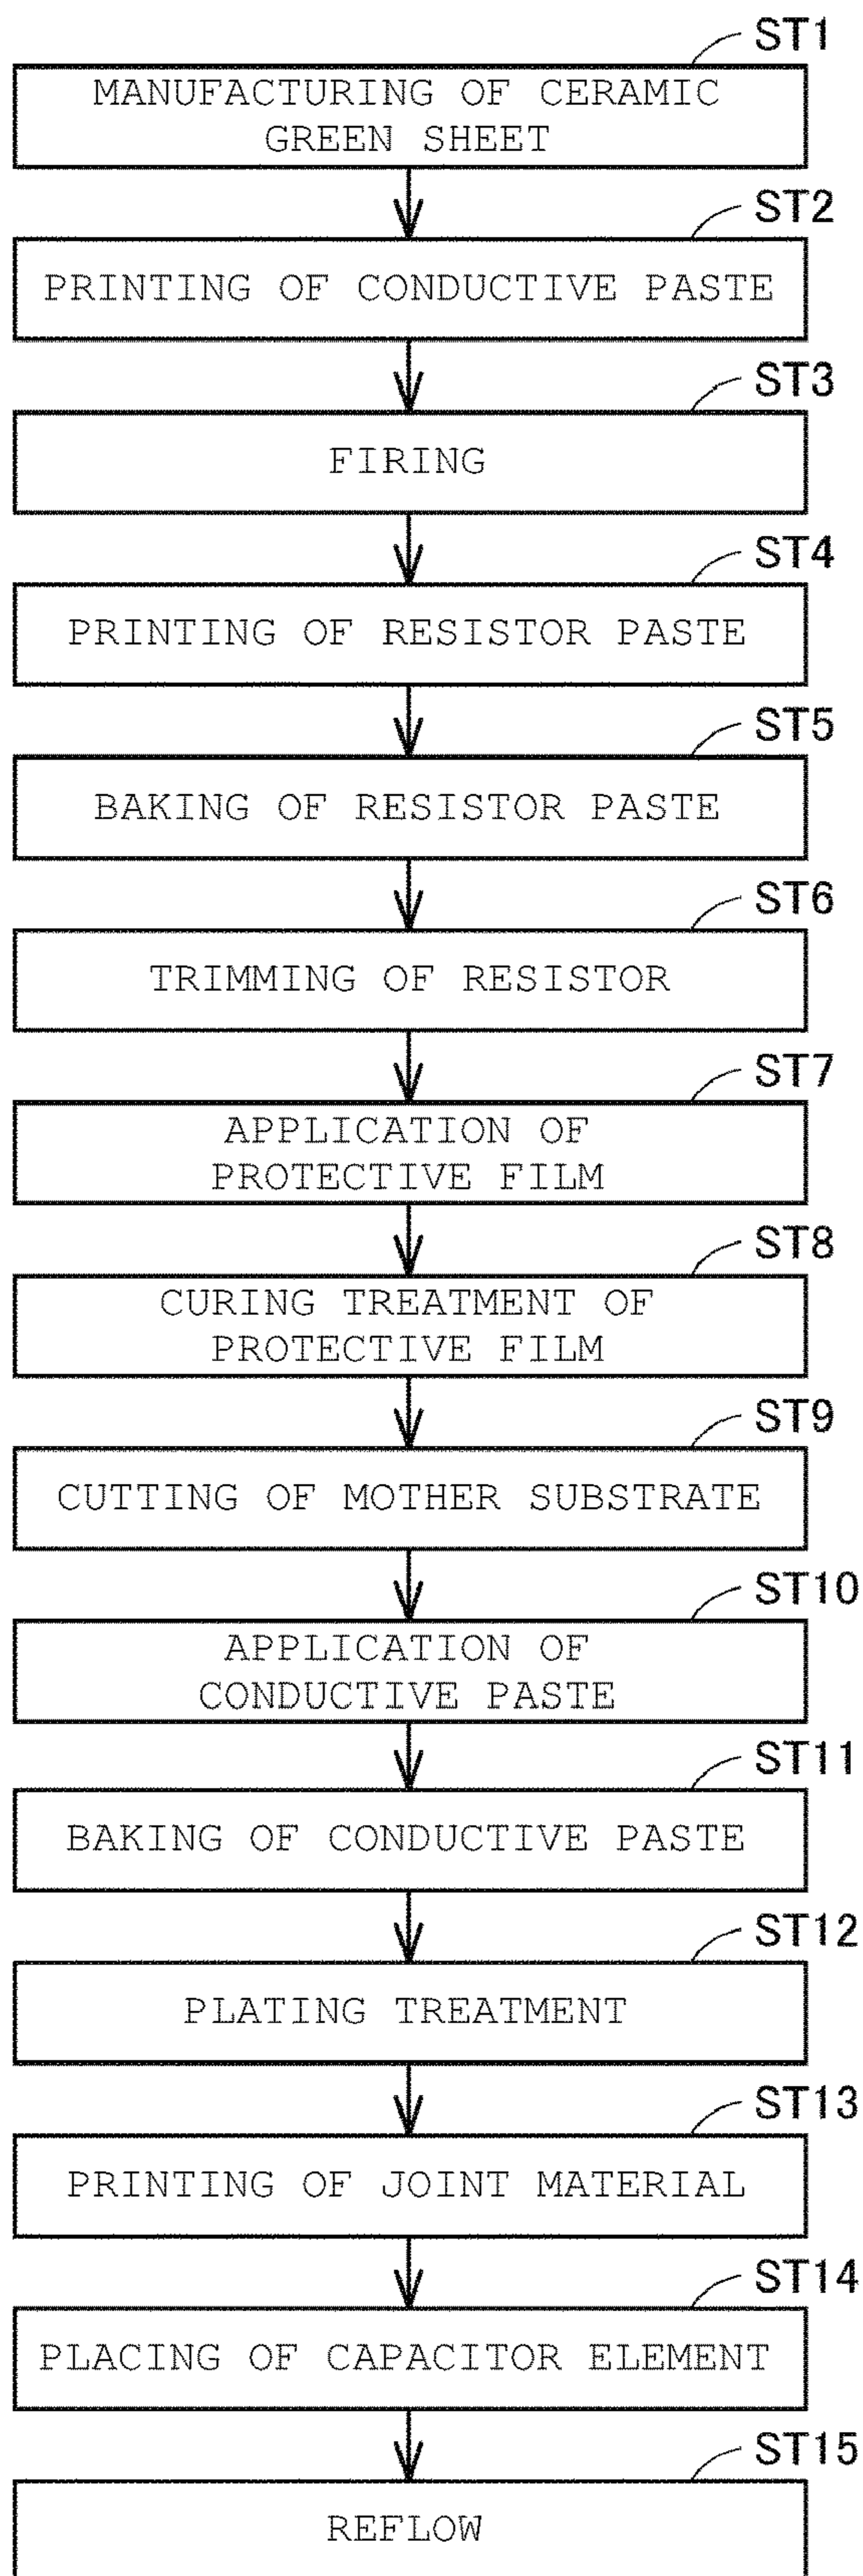 ST1
MANUFACTURING OF CERAMIC
GREEN SHEET
ST2
PRINTING OF CONDUCTIVE PASTE
ST3
FIRING
ST4
PRINTING OF RESISTOR PASTE
ST5
BAKING OF RESISTOR PASTE
ST6
TRIMMING OF RESISTOR
ST7
APPLICATION OF
PROTECTIVE FILM
ST8
CURING TREATMENT OF
PROTECTIVE FILM
ST9
CUTTING OF MOTHER SUBSTRATE
ST10
APPLICATION OF
CONDUCTIVE PASTE
ST11
BAKING OF CONDUCTIVE PASTE
ST12
PLATING TREATMENT
ST13
PRINTING OF JOINT MATERIAL
ST14
PLACING OF CAPACITOR ELEMENT
ST15
REFLOW